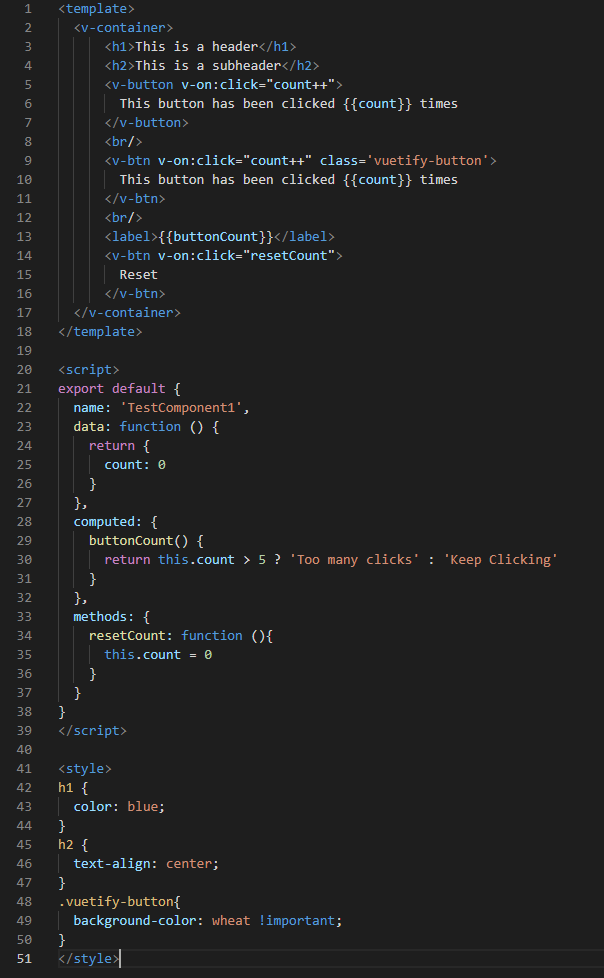 1 <template>
2   <v-container>
3       <h1>This is a header</h1>
4       <h2>This is a subheader</h2>
5       <v-button v-on:click="count++">
6         This button has been clicked {{count}} times
7       </v-button>
8       <br/>
9       <v-btn v-on:click="count++" class='vuetify-button'>
10         This button has been clicked {{count}} times
11       </v-btn>
12       <br/>
13       <label>{{buttonCount}}</label>
14       <v-btn v-on:click="resetCount">
15         Reset
16       </v-btn>
17   </v-container>
18 </template>
19
20 <script>
21 export default {
22   name: 'TestComponent1',
23   data: function () {
24     return {
25       count: 0
26     }
27   },
28   computed: {
29     buttonCount() {
30       return this.count > 5 ? 'Too many clicks' : 'Keep Clicking'
31     }
32   },
33   methods: {
34     resetCount: function (){
35       this.count = 0
36     }
37   }
38 }
39 </script>
40
41 <style>
42 h1 {
43   color: blue;
44 }
45 h2 {
46   text-align: center;
47 }
48 .vuetify-button{
49   background-color: wheat !important;
50 }
51 </style>